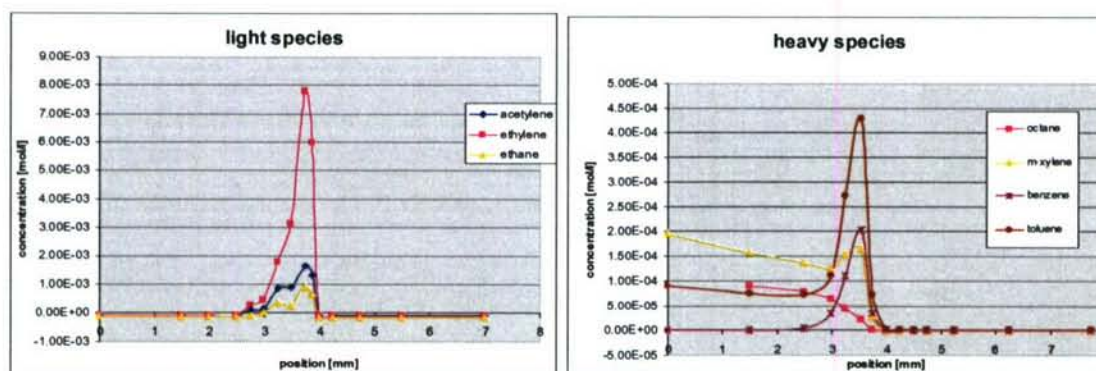 light species
9.00E-03
8.00E-03
7.00E-03
6.00E-03
5.00E-03
4.00E-03
3.00E-03
2.00E-03
1.00E-03
0.00E+00
-1.00E-03
concentration [mol/l]
0 1 2 3 4 5 6 7 8
position [mm]
acetylene
ethylene
ethane
heavy species
5.00E-04
4.50E-04
4.00E-04
3.50E-04
3.00E-04
2.50E-04
2.00E-04
1.50E-04
1.00E-04
5.00E-05
0.00E+00
-5.00E-05
concentration [mol/l]
0 1 2 3 4 5 6 7
position [mm]
octane
m-xylene
benzene
toluene